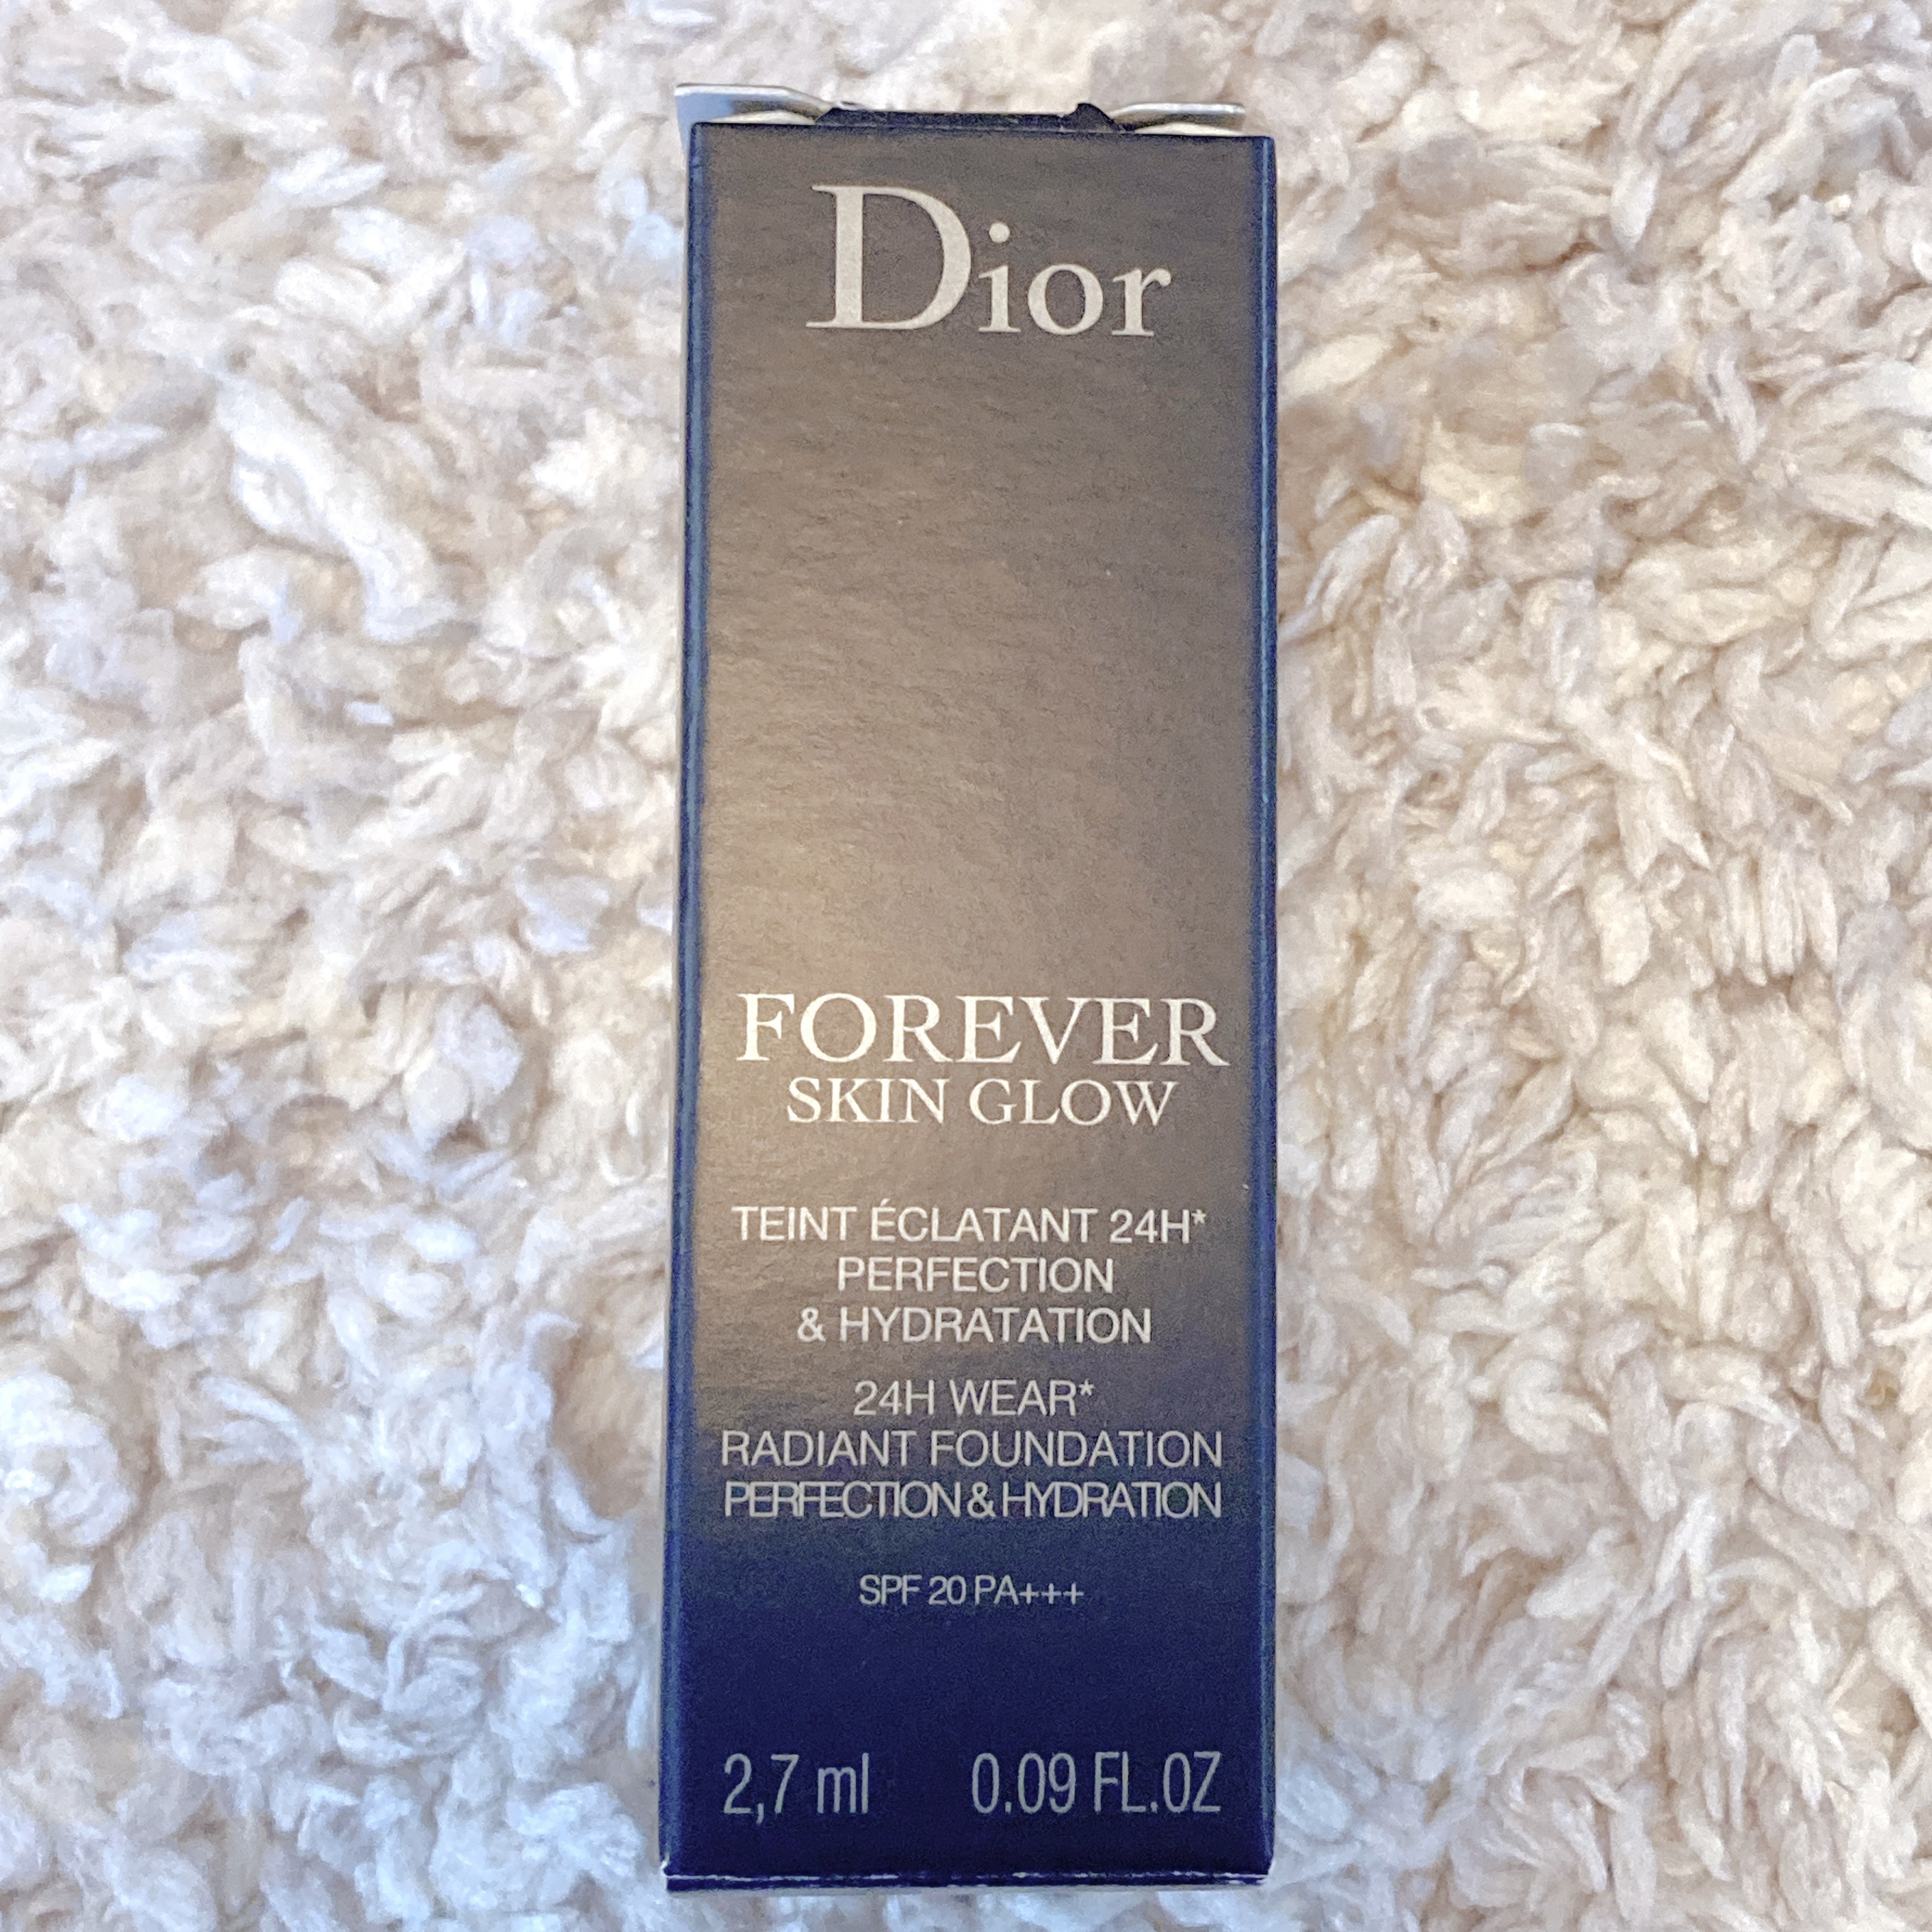 Dior
FOREVER
SKIN GLOW
TEINT ÉCLATANT 24H*
PERFECTION
& HYDRATATION
24H WEAR*
RADIANT FOUNDATION
PERFECTION & HYDRATION
SPF 20 PA+++
2,7 ml 0.09 FL.OZ